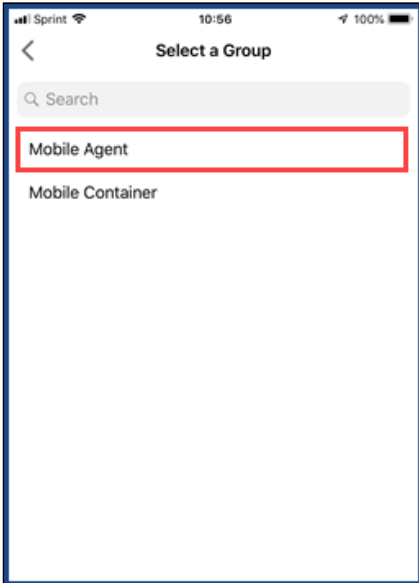 Sprint 10:56 100%
Select a Group
Search
Mobile Agent
Mobile Container